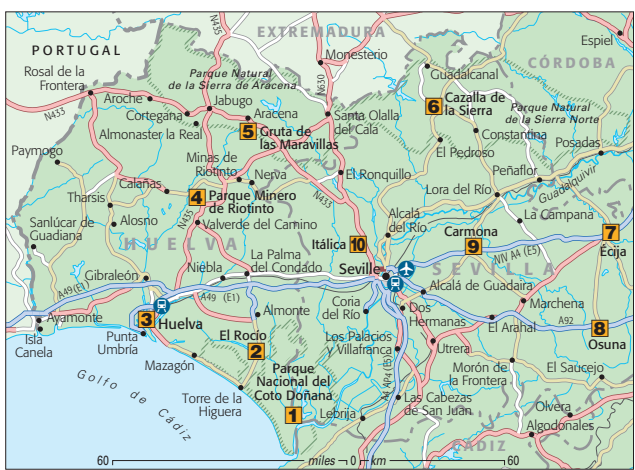 EXTREMADURA
PORTUGAL
N435
Monesterio
Espiel
Rosal de la
Frontera
Parque Natural
de la Sierra de Aracena
N630
Guadalcanal
CÓRDOBA
Aroche
Jabugo
Cortegana
Aracena
Santa Olalla
del Cala
6
Cazalla de
la Sierra
Parque Natural
de la Sierra Norte
N433
Almonaster la Real
5
Gruta de
las Maravillas
Constantina
Paymogo
Minas de
Riotinto
Nerva
El Ronquillo
El Pedroso
Posadas
Peñaflor
Guadalquivir
Calañas
4
Parque Minero
de Riotinto
N433
Lora del Río
Tharsis
Alosno
N435
Valverde del Camino
Alcalá
del Río
La Campana
Sanlúcar de
Guadiana
HUELVA
Itálica
10
Carmona
9
7
Écija
NN A4 (E5)
La Palma
del Condado
Seville
SEVILLA
Gibraleón
Niebla
A49 (E1)
A49 (E1)
Alcalá de Guadaira
Ayamonte
3
Huelva
Almonte
Coria
del Río
Dos
Hermanas
Marchena
Isla
Canela
Punta
Umbría
El Rocío
2
El Arahal
A92
8
Osuna
Los Palacios
y Villafranca
Utrera
Mazagón
Parque
Nacional del
Coto Doñana
A4 AP4 (E5)
Morón de
la Frontera
El Saucejo
Golfo de
Cádiz
Torre de la
Higuera
1
Lebrija
Las Cabezas
de San Juan
Olvera
Algodonales
CÁDIZ
60
miles
0
km
60